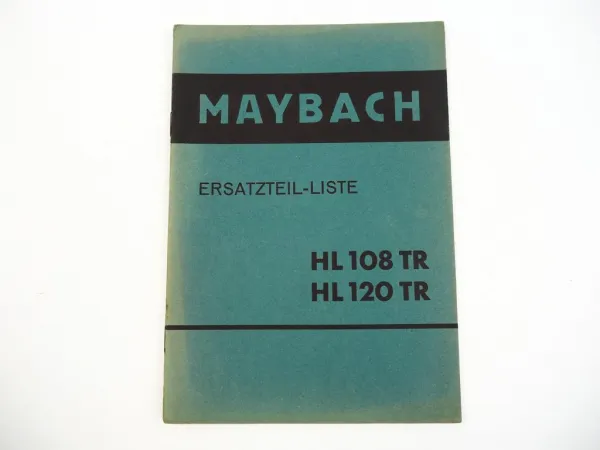 MAYBACH
ERSATZTEIL-LISTE
HL 108 TR
HL 120 TR